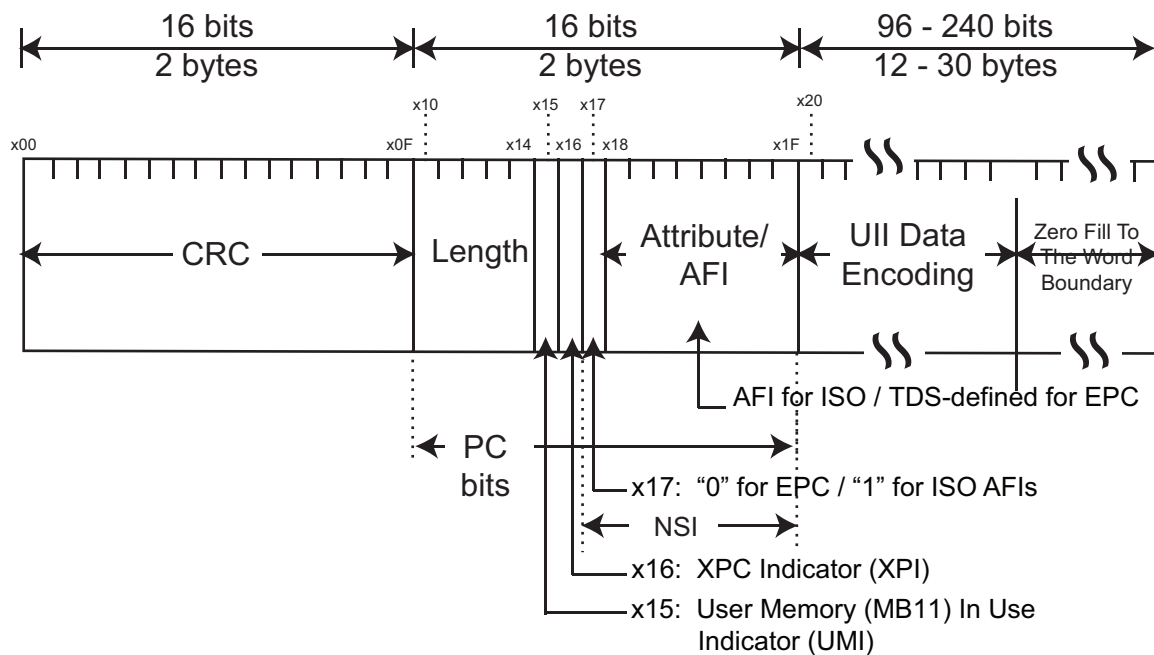 16 bits 16 bits 96 - 240 bits
2 bytes 2 bytes 12 - 30 bytes
x10 x15 x17 x20
x00 x0F x14 x16 x18 x1F
CRC
Length
Attribute/
AFI
UII Data
Encoding
Zero Fill To
The Word
Boundary
AFI for ISO / TDS-defined for EPC
PC
bits
x17: “0” for EPC / “1” for ISO AFIs
NSI
x16: XPC Indicator (XPI)
x15: User Memory (MB11) In Use
Indicator (UMI)